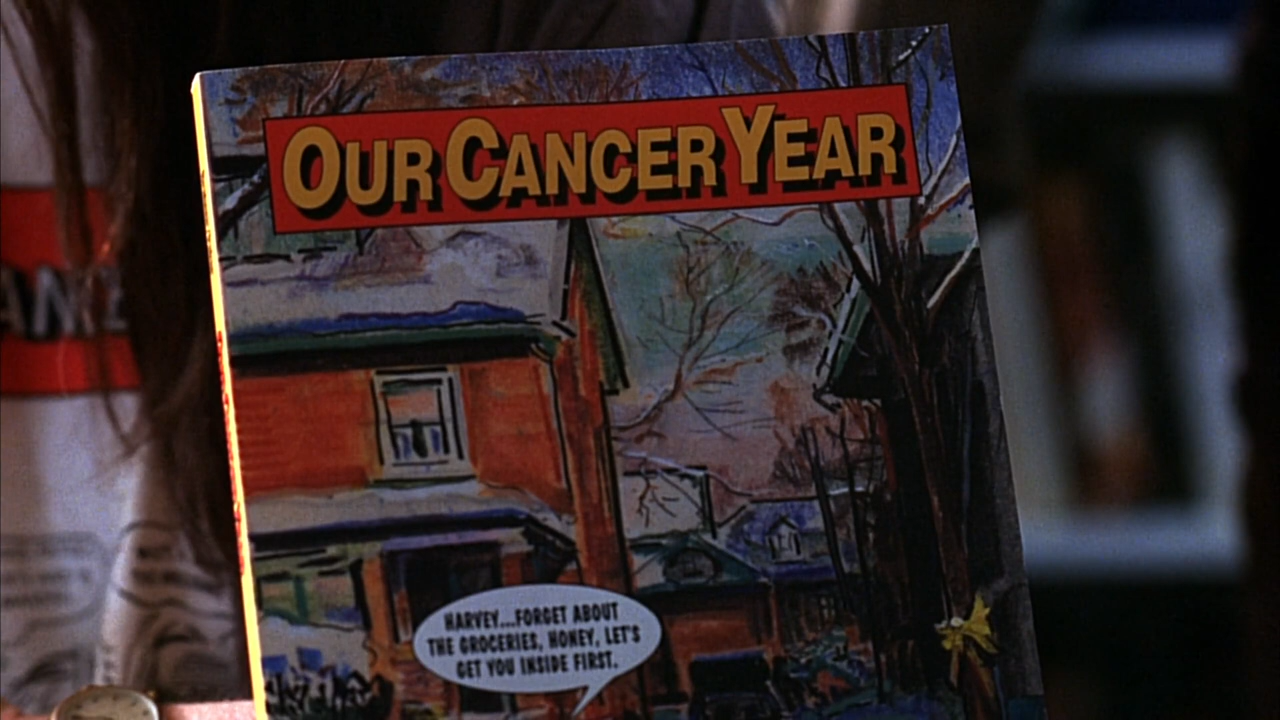 OUR CANCER YEAR
HARVEY...FORGET ABOUT
THE GROCERIES, HONEY, LET'S
GET YOU INSIDE FIRST.